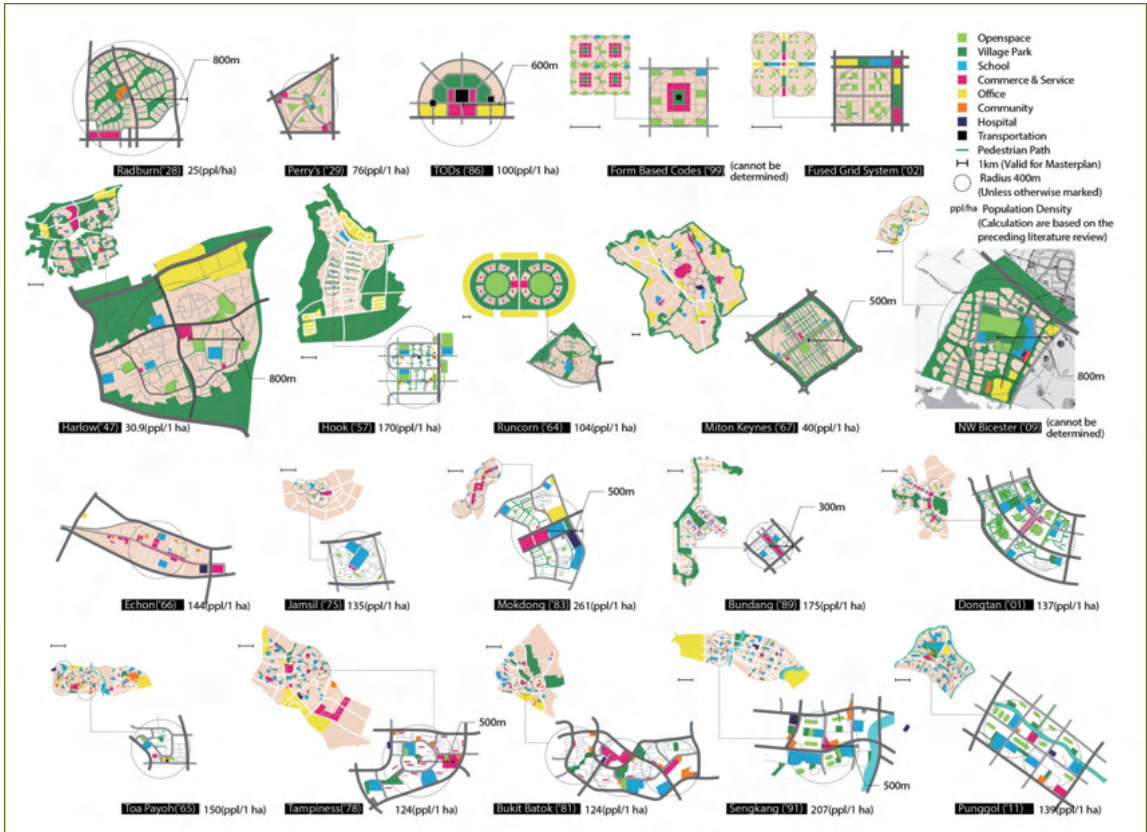 800m
Radburn('28) 25(ppl/ha)
Perry's ('29) 76(ppl/1 ha)
600m
TODs ('86) 100(ppl/1 ha)
Form Based Codes ('99) (cannot be
determined)
Fused Grid System ('02)
Openspace
Village Park
School
Commerce & Service
Office
Community
Hospital
Transportation
Pedestrian Path
1km (Valid for Masterplan)
Radius 400m
(Unless otherwise marked)
ppl/ha Population Density
(Calculation are based on the
preceding literature review)
800m
Harlow('47) 30.9(ppl/1 ha)
Hook ('57) 170(ppl/1 ha)
Runcorn ('64) 104(ppl/1 ha)
500m
Miton Keynes ('67) 40(ppl/1 ha)
800m
NW Bicester ('09) (cannot be
determined)
Echon('66) 144(ppl/1 ha)
Jamsil ('75) 135(ppl/1 ha)
500m
Mokdong ('83) 261(ppl/1 ha)
300m
Bundang ('89) 175(ppl/1 ha)
Dongtan ('01) 137(ppl/1 ha)
Toa Payoh('65) 150(ppl/1 ha)
500m
Tampiness('78) 124(ppl/1 ha)
Bukit Batok ('81) 124(ppl/1 ha)
500m
Sengkang ('91) 207(ppl/1 ha)
Punggol ('11) 139(ppl/1 ha)